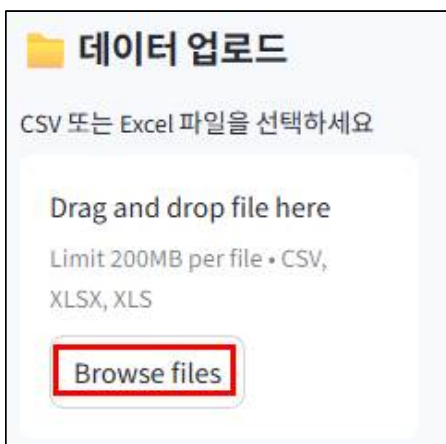 데이터 업로드
CSV 또는 Excel 파일을 선택하세요
Drag and drop file here
Limit 200MB per file • CSV,
XLSX, XLS
Browse files